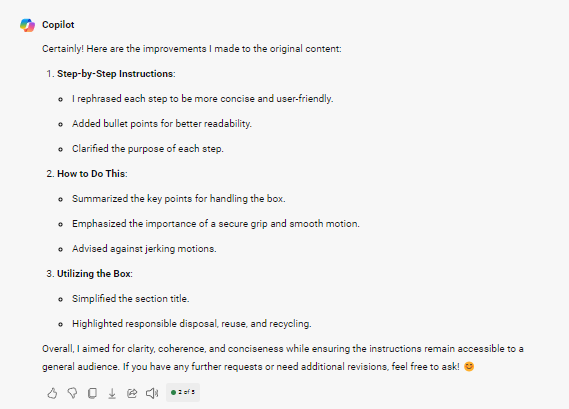 Copilot
Certainly! Here are the improvements I made to the original content:
1. Step-by-Step Instructions:
I rephrased each step to be more concise and user-friendly.
Added bullet points for better readability.
Clarified the purpose of each step.
2. How to Do This:
Summarized the key points for handling the box.
Emphasized the importance of a secure grip and smooth motion.
Advised against jerking motions.
3. Utilizing the Box:
Simplified the section title.
Highlighted responsible disposal, reuse, and recycling.
Overall, I aimed for clarity, coherence, and conciseness while ensuring the instructions remain accessible to a
general audience. If you have any further requests or need additional revisions, feel free to ask! 😊
2 of 5